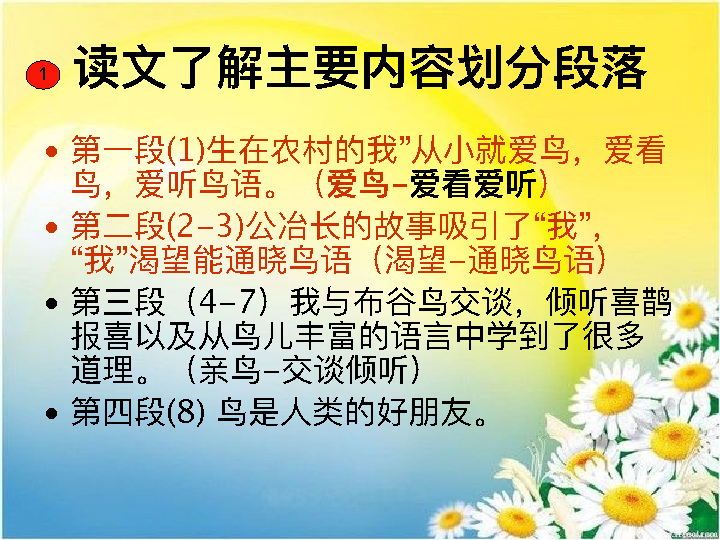 1
读文了解主要内容划分段落
• 第一段(1)生在农村的我”从小就爱鸟，爱看
鸟，爱听鸟语。（爱鸟-爱看爱听）
• 第二段(2-3)公冶长的故事吸引了“我”，
“我”渴望能通晓鸟语（渴望-通晓鸟语）
• 第三段（4-7）我与布谷鸟交谈，倾听喜鹊
报喜以及从鸟儿丰富的语言中学到了很多
道理。（亲鸟-交谈倾听）
• 第四段(8) 鸟是人类的好朋友。